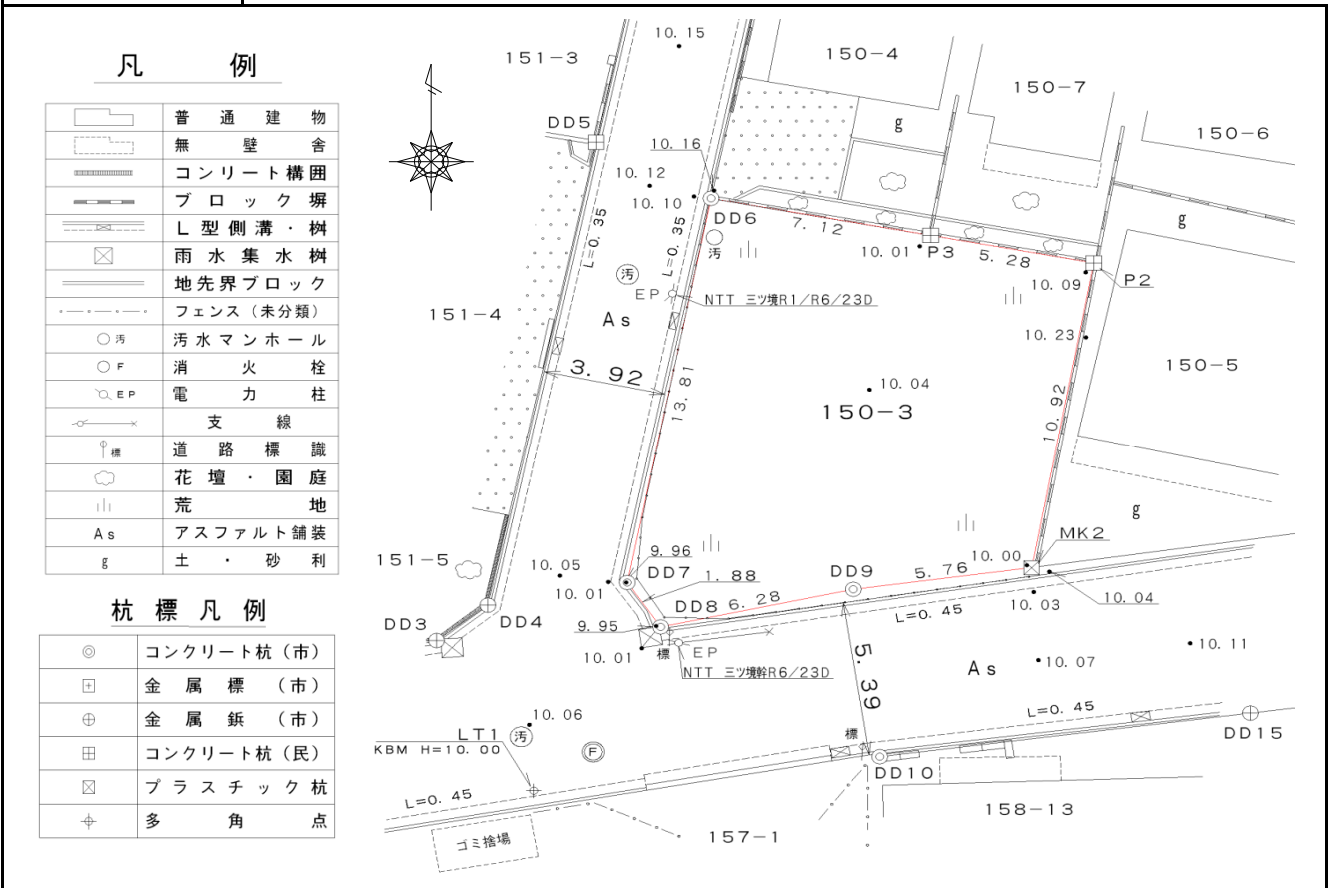 凡 例
普通建物
無壁舎
コンリート構囲
ブロック塀
L型側溝・桝
雨水集水桝
地先界ブロック
フェンス（未分類）
○汚 汚水マンホール
○F 消火栓
EP 電力柱
支線
標 道路標識
花壇・園庭
荒地
As アスファルト舗装
g 土・砂利
杭標凡例
コンクリート杭（市）
金属標（市）
金属鋲（市）
コンクリート杭（民）
プラスチック杭
多角点
10.15
151-3
150-4
150-7
DD5
g
150-6
10.16
10.12
10.10
DD6
L=0.35
L=0.35
7.12
汚
10.01
P3
5.28
g
汚
10.09
P2
EP
NTT 三ツ境R1／R6/23D
151-4
As
10.23
150-5
3.92
13.81
10.04
150-3
10.92
g
MK2
151-5
9.96
10.00
10.05
DD7
DD9
5.76
10.01
1.88
10.04
DD8
6.28
10.03
DD3
DD4
9.95
L=0.45
標
EP
10.01
NTT 三ツ境幹R6/23D
5.39
As
10.07
10.11
10.06
L=0.45
LT1
汚
KBM H=10.00
F
標
DD15
DD10
L=0.45
158-13
157-1
ゴミ捨場